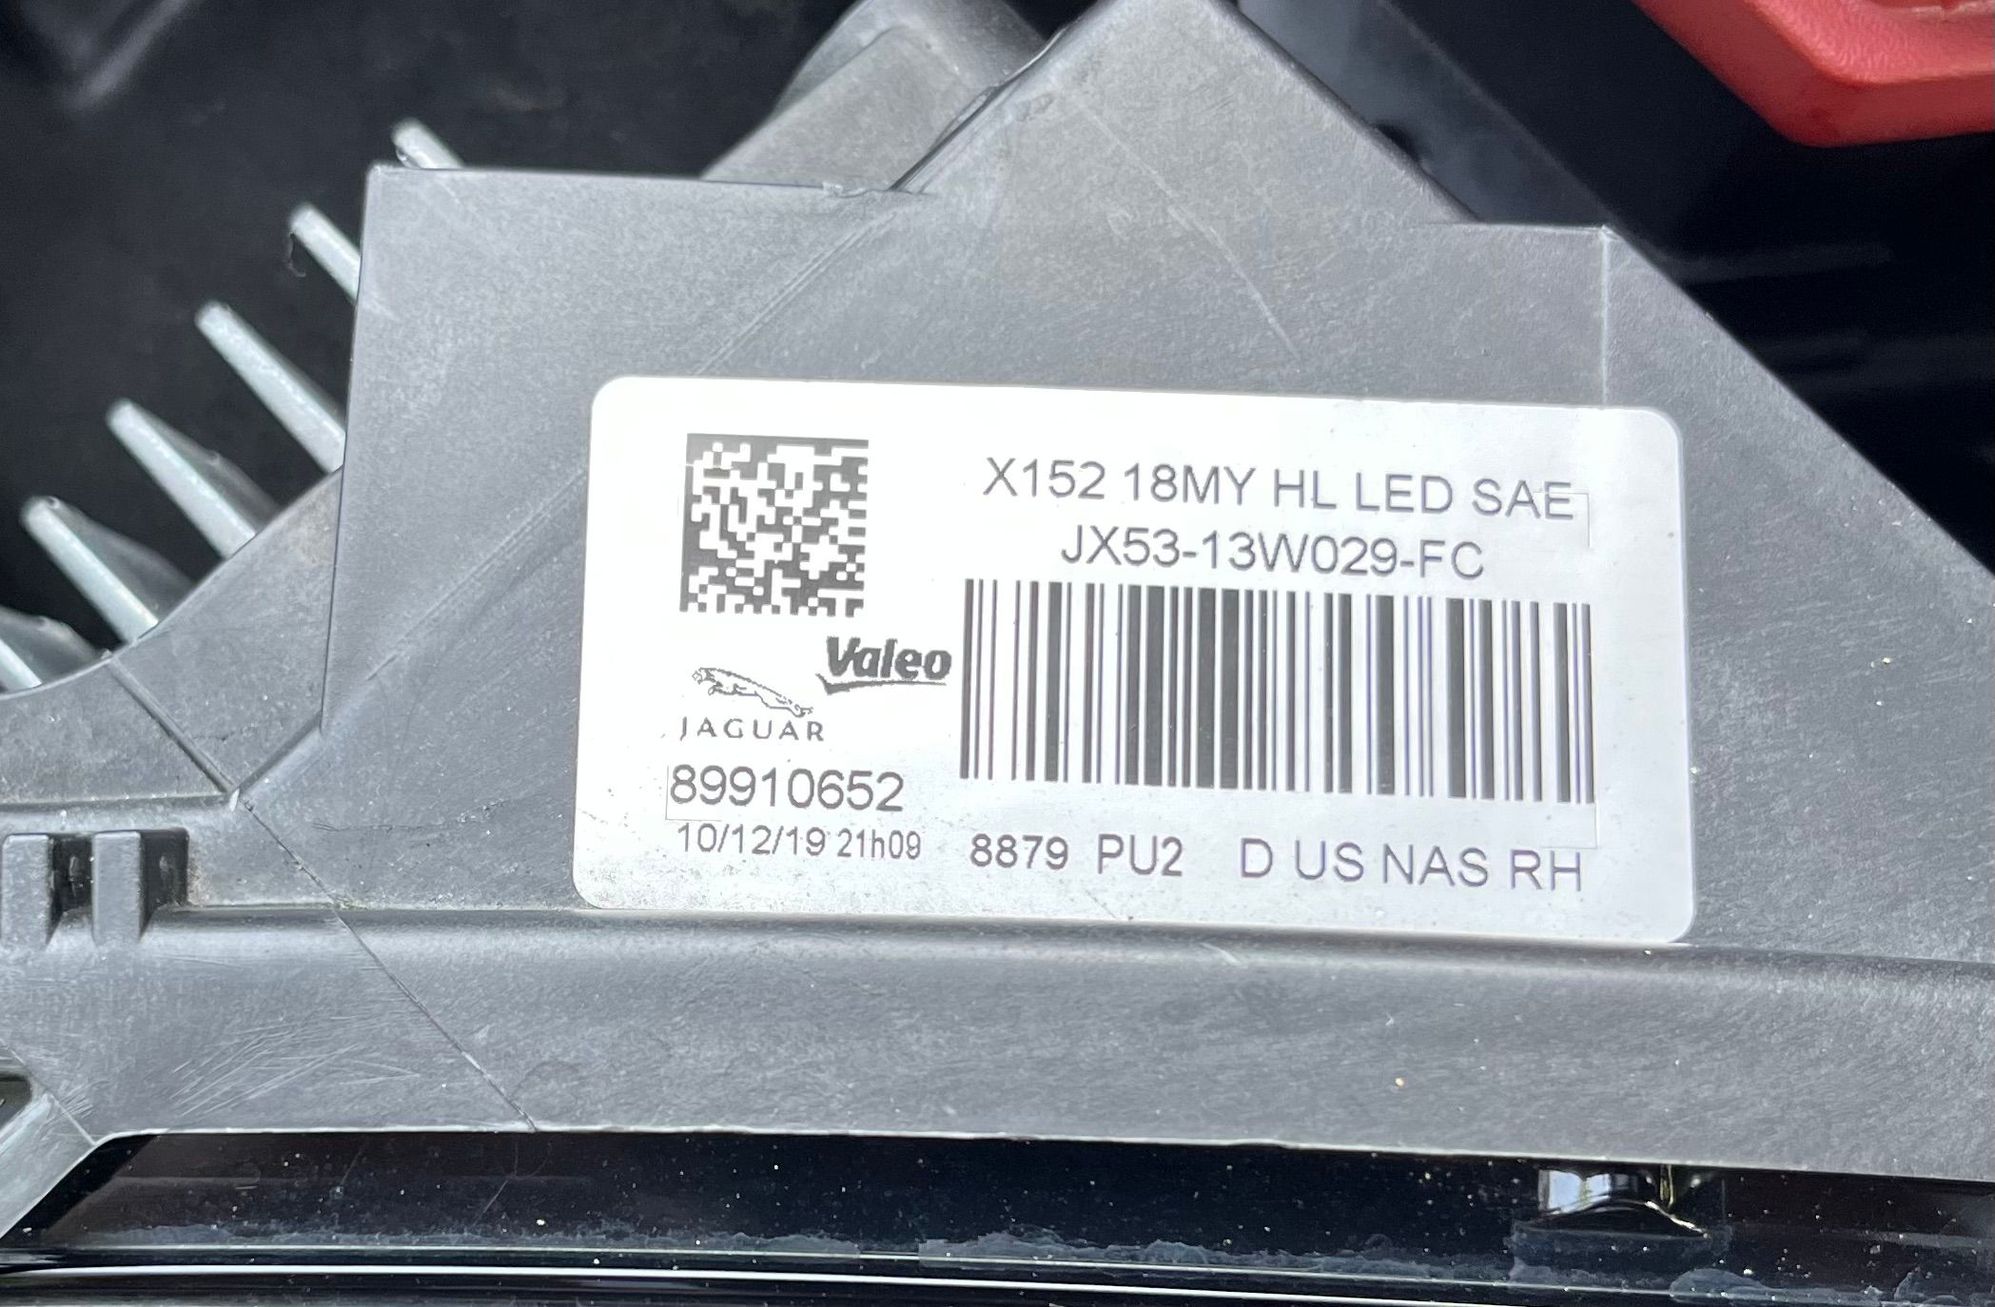 X152 18MY HL LED SAE
JX53-13W029-FC
Valeo
JAGUAR
89910652
10/12/19 21h09
8879 PU2 D US NAS RH